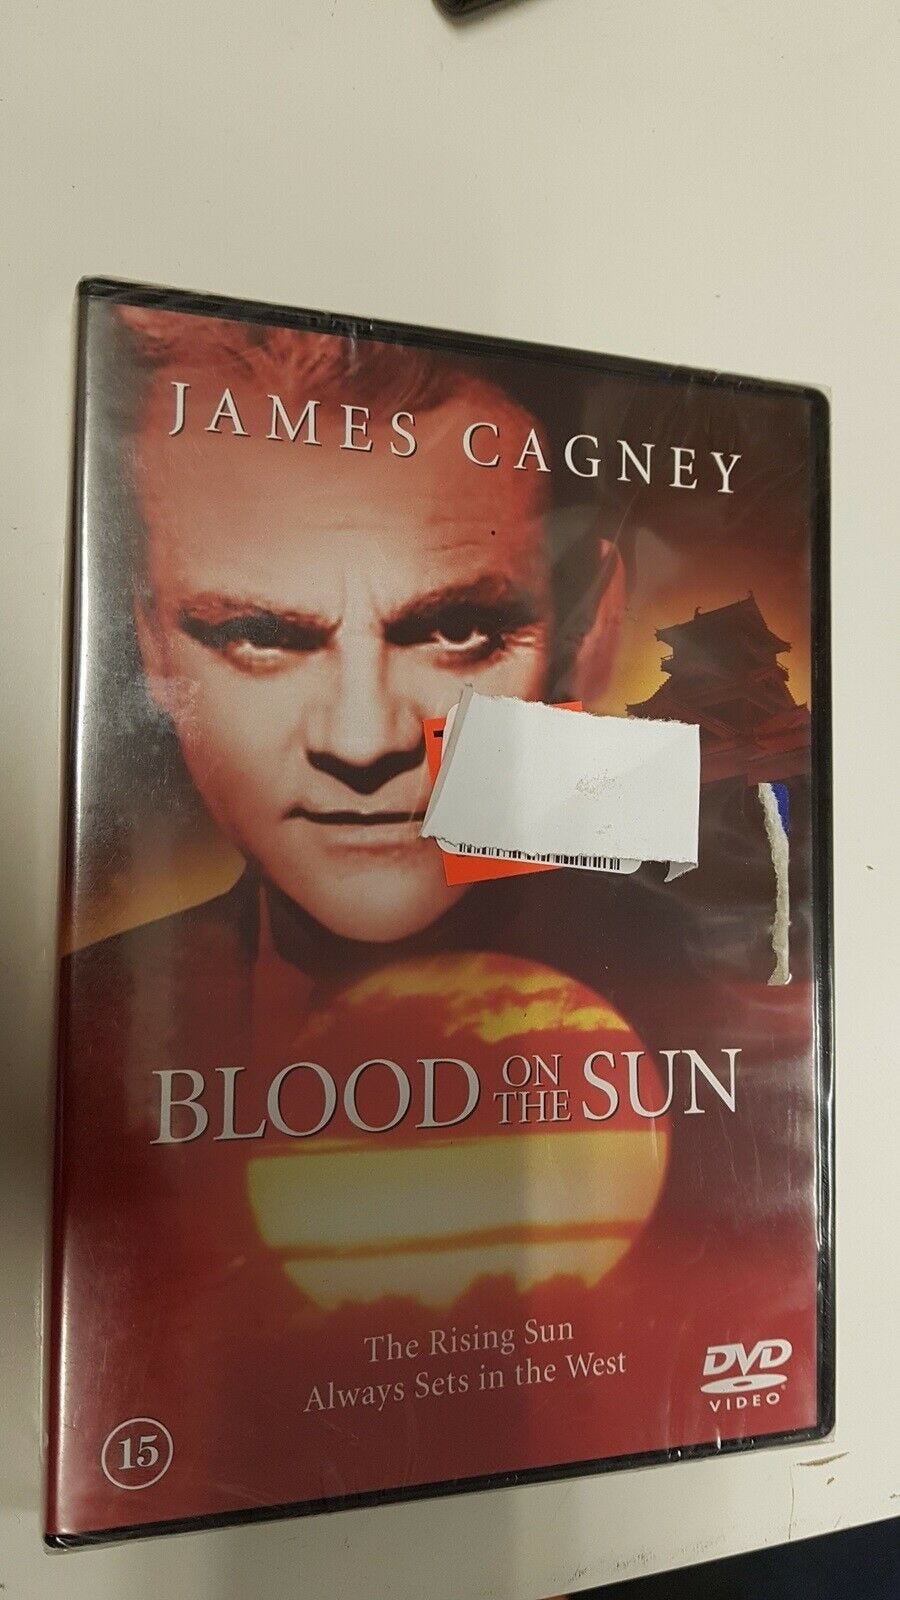 JAMES CAGNEY
BLOOD ON THE SUN
The Rising Sun
Always Sets in the West
15
DVD
VIDEO